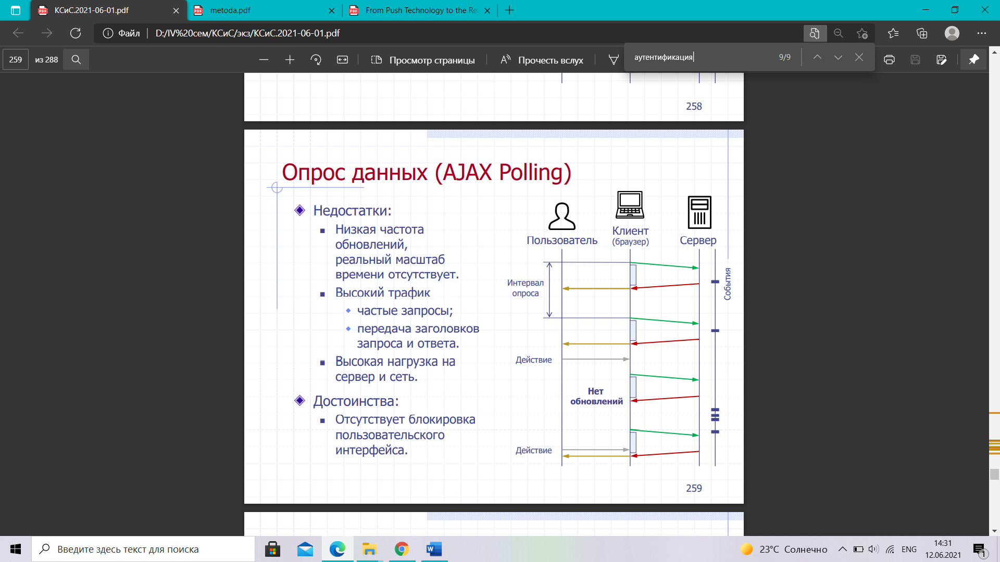 КСиС.2021-06-01.pdf
metoda.pdf
From Push Technology to the Re
Файл
D:/IV%20сем/КСиС/экз/КСиС.2021-06-01.pdf
259
из 288
Просмотр страницы
Прочесть вслух
аутентификация
9/9
258
Опрос данных (AJAX Polling)
Недостатки:
Низкая частота
обновлений,
реальный масштаб
времени отсутствует.
Высокий трафик
частые запросы;
передача заголовков
запроса и ответа.
Высокая нагрузка на
сервер и сеть.
Достоинства:
Отсутствует блокировка
пользовательского
интерфейса.
Пользователь
Клиент
(браузер)
Сервер
События
Интервал
опроса
Действие
Нет
обновлений
Действие
259
Введите здесь текст для поиска
23°C Солнечно
ENG
14:31
12.06.2021
1